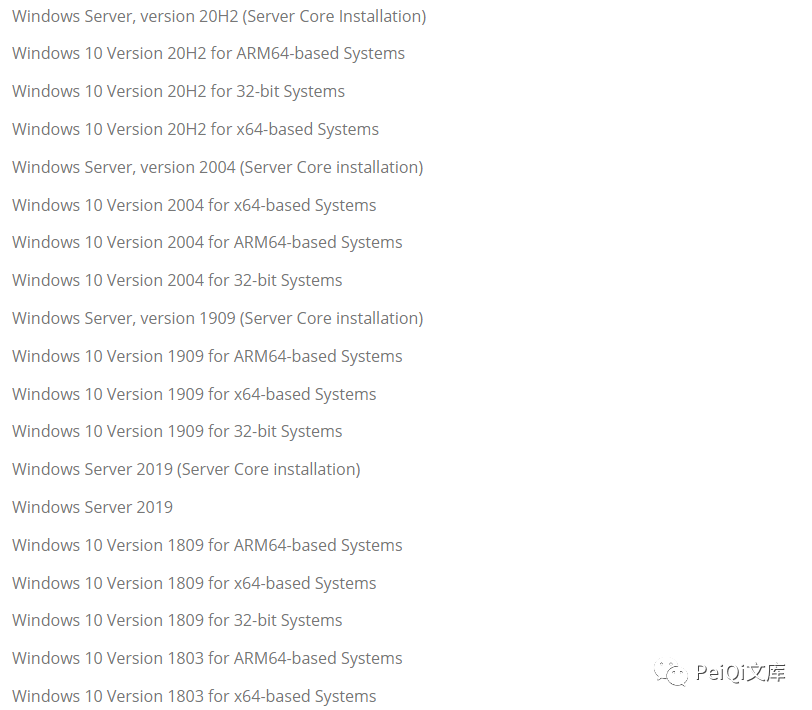 Windows Server, version 20H2 (Server Core Installation)
Windows 10 Version 20H2 for ARM64-based Systems
Windows 10 Version 20H2 for 32-bit Systems
Windows 10 Version 20H2 for x64-based Systems
Windows Server, version 2004 (Server Core installation)
Windows 10 Version 2004 for x64-based Systems
Windows 10 Version 2004 for ARM64-based Systems
Windows 10 Version 2004 for 32-bit Systems
Windows Server, version 1909 (Server Core installation)
Windows 10 Version 1909 for ARM64-based Systems
Windows 10 Version 1909 for x64-based Systems
Windows 10 Version 1909 for 32-bit Systems
Windows Server 2019 (Server Core installation)
Windows Server 2019
Windows 10 Version 1809 for ARM64-based Systems
Windows 10 Version 1809 for x64-based Systems
Windows 10 Version 1809 for 32-bit Systems
Windows 10 Version 1803 for ARM64-based Systems
PeiQi文库
Windows 10 Version 1803 for x64-based Systems